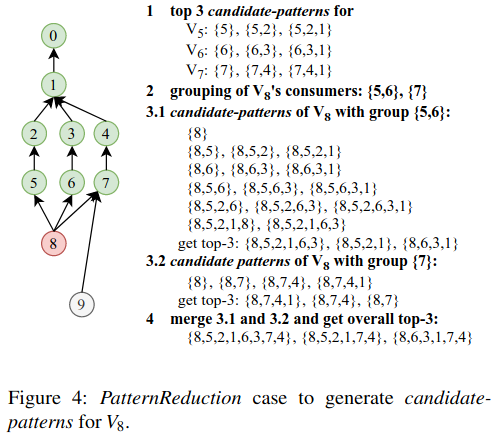 0
1
2 3 4
5 6 7
8
9
1 top 3 candidate-patterns for
V5: {5}, {5,2}, {5,2,1}
V6: {6}, {6,3}, {6,3,1}
V7: {7}, {7,4}, {7,4,1}
2 grouping of V8's consumers: {5,6}, {7}
3.1 candidate-patterns of V8 with group {5,6}:
{8}
{8,5}, {8,5,2}, {8,5,2,1}
{8,6}, {8,6,3}, {8,6,3,1}
{8,5,6}, {8,5,6,3}, {8,5,6,3,1}
{8,5,2,6}, {8,5,2,6,3}, {8,5,2,6,3,1}
{8,5,2,1,8}, {8,5,2,1,6,3}
get top-3: {8,5,2,1,6,3}, {8,5,2,1}, {8,6,3,1}
3.2 candidate patterns of V8 with group {7}:
{8}, {8,7}, {8,7,4}, {8,7,4,1}
get top-3: {8,7,4,1}, {8,7,4}, {8,7}
4 merge 3.1 and 3.2 and get overall top-3:
{8,5,2,1,6,3,7,4}, {8,5,2,1,7,4}, {8,6,3,1,7,4}
Figure 4: PatternReduction case to generate candidate-
patterns for V8.